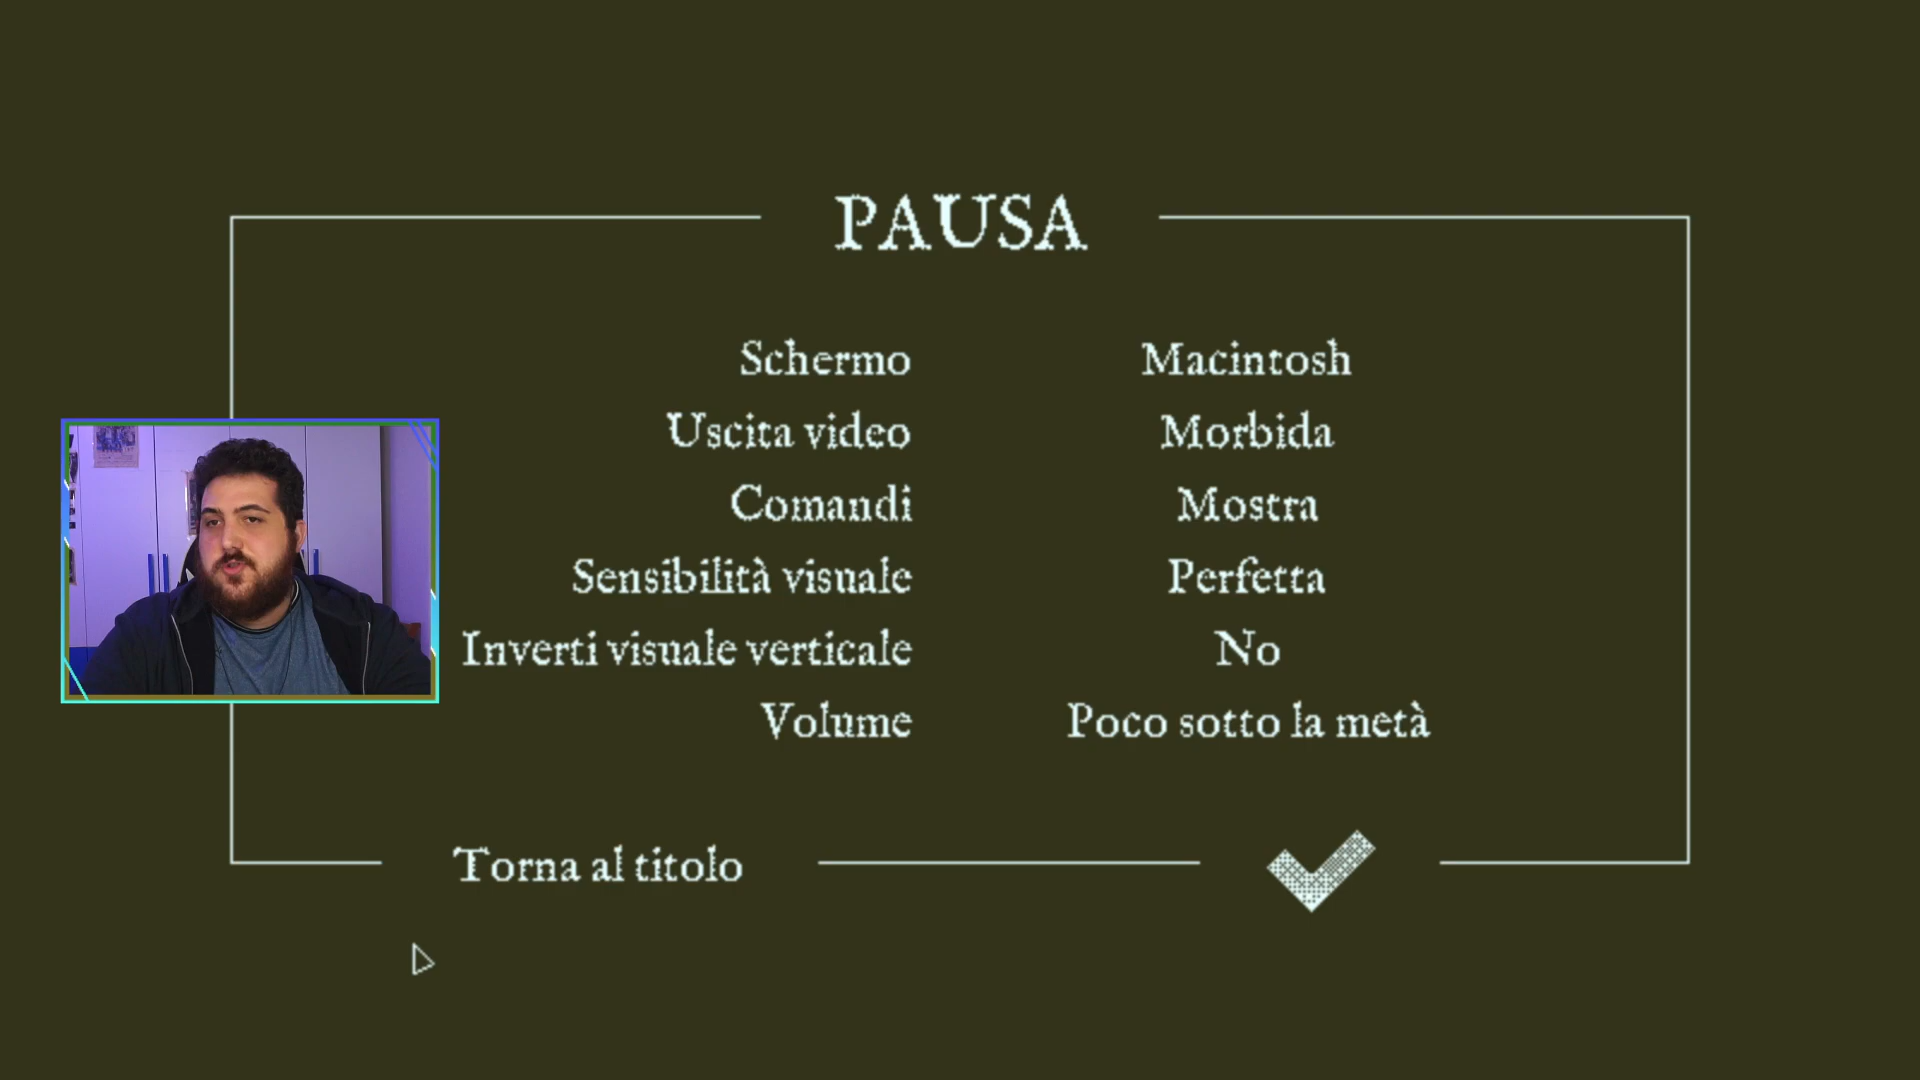 PAUSA
Schermo Macintosh
Uscita video Morbida
Comandi Mostra
Sensibilità visuale Perfetta
Inverti visuale verticale No
Volume Poco sotto la metà
Torna al titolo